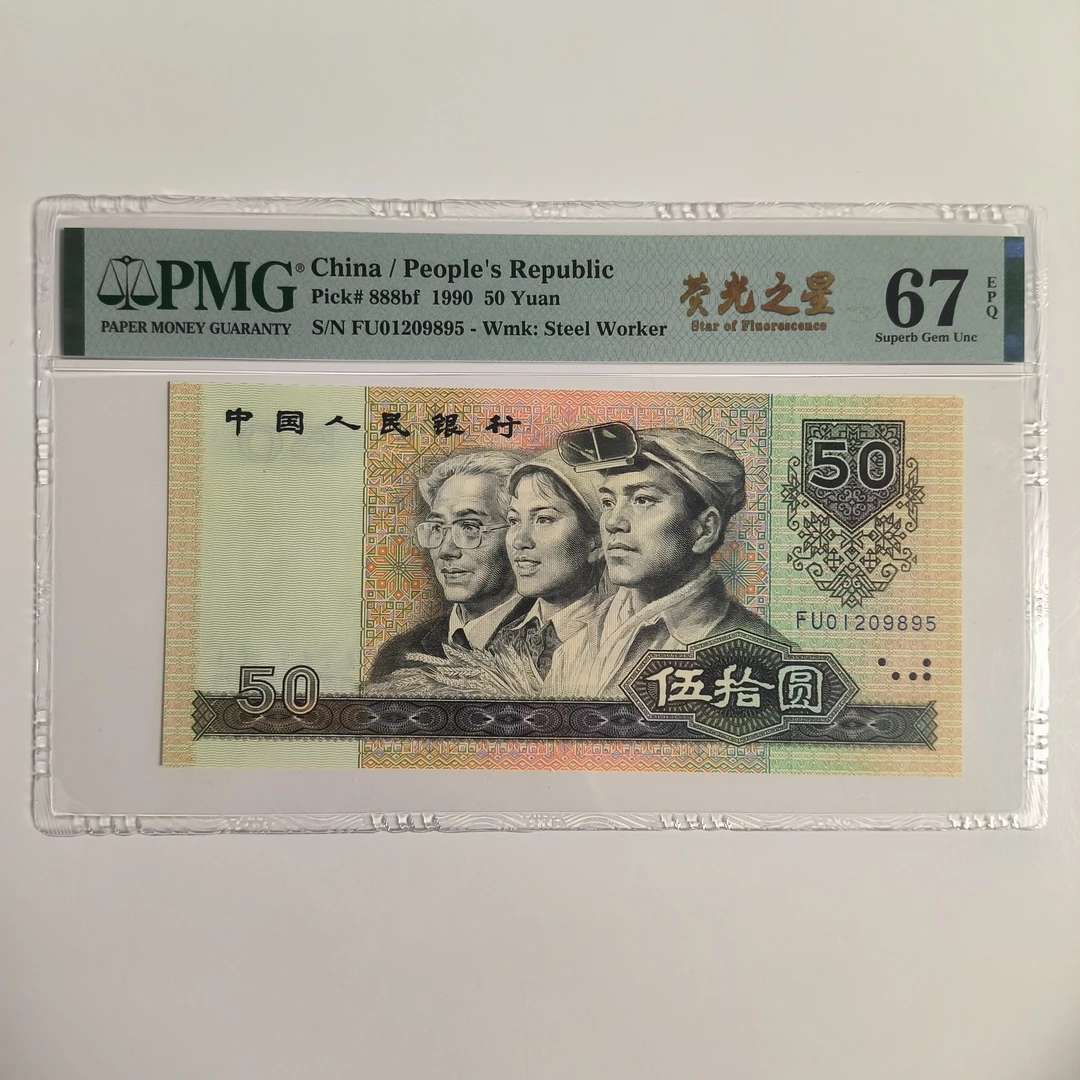 PMG®
PAPER MONEY GUARANTY
China / People's Republic
Pick# 888bf 1990 50 Yuan
S/N FU01209895 - Wmk: Steel Worker
荧光之星
Star of Fluorescence
67
EPQ
Superb Gem Unc
中国人民银行
50
FU01209895
50
伍拾圆